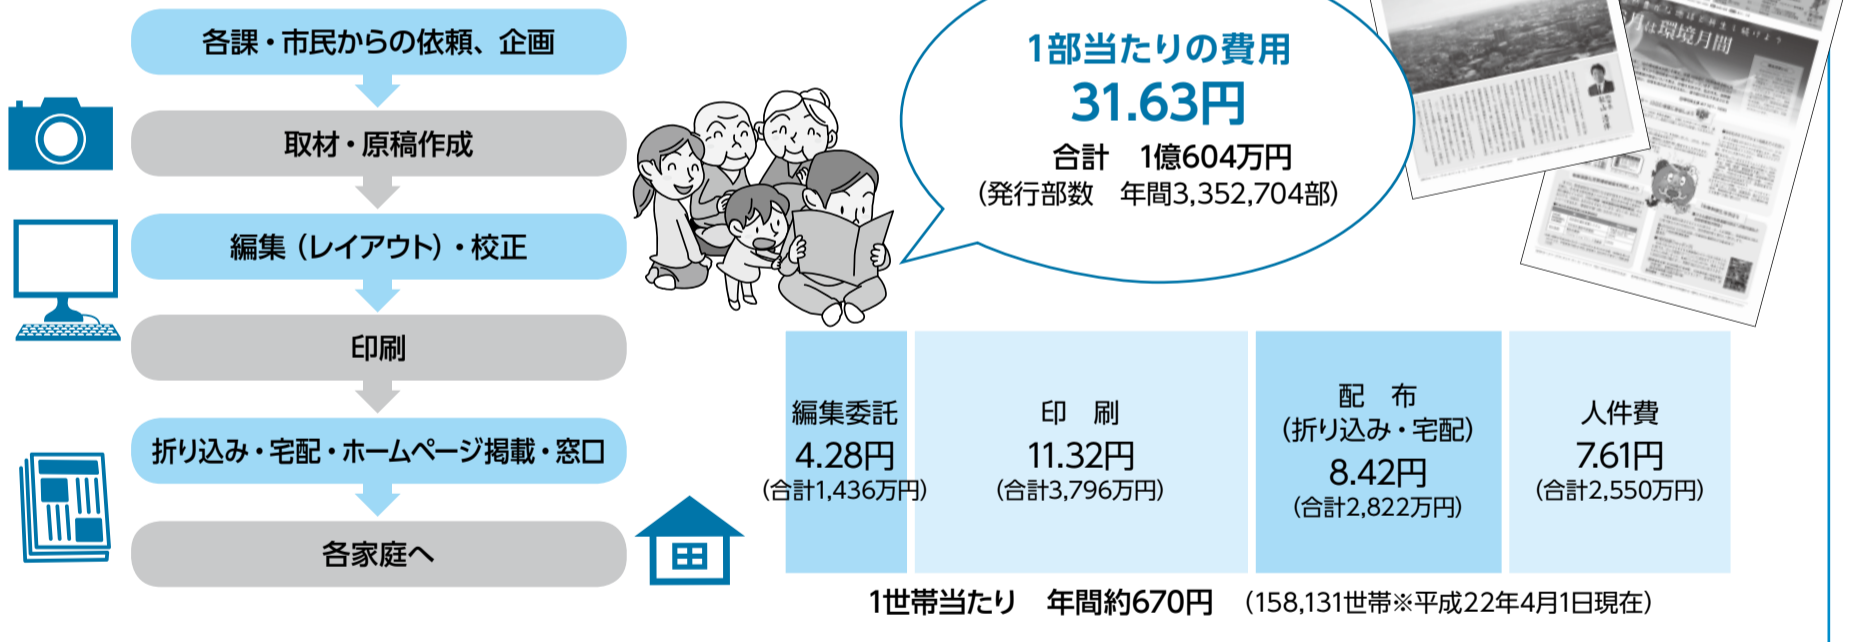 各課・市民からの依頼、企画
取材・原稿作成
編集（レイアウト）・校正
印刷
折り込み・宅配・ホームページ掲載・窓口
各家庭へ
1部当たりの費用
31.63円
合計　1億604万円
（発行部数　年間3,352,704部）
月は環境月間
編集委託
4.28円
（合計1,436万円）
印　刷
11.32円
（合計3,796万円）
配　布
（折り込み・宅配）
8.42円
（合計2,822万円）
人件費
7.61円
（合計2,550万円）
1世帯当たり　年間約670円　（158,131世帯※平成22年4月1日現在）